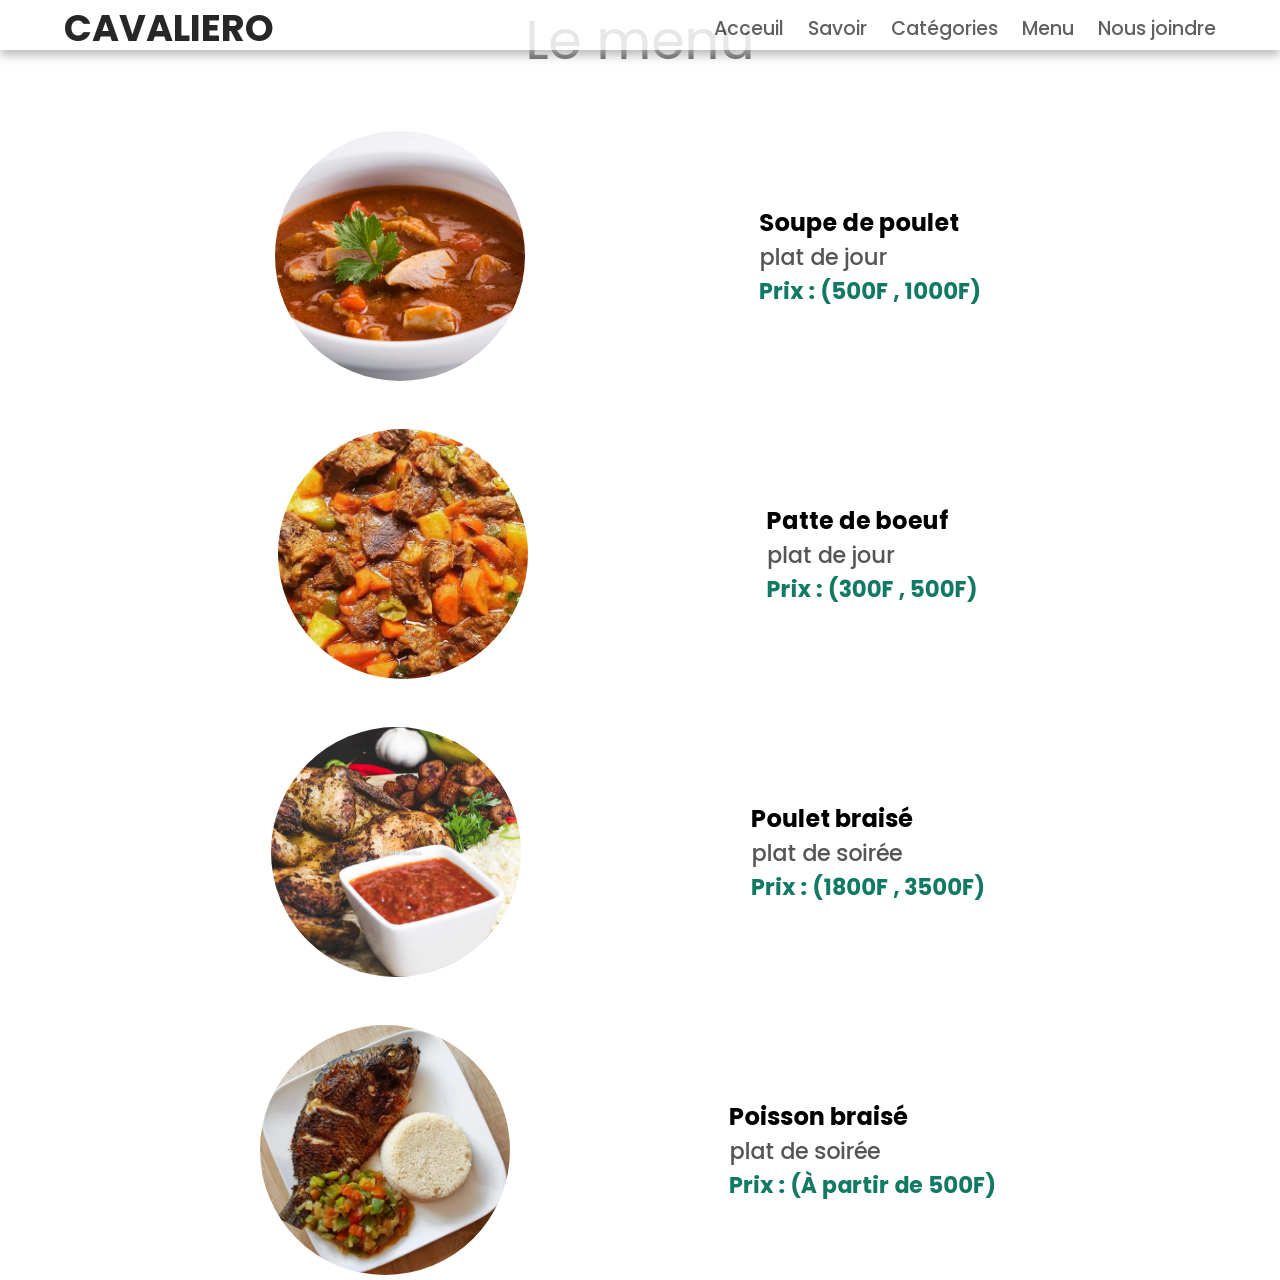 CAVALIERO
Acceuil Savoir Catégories Menu Nous joindre
Le menu
Soupe de poulet
plat de jour
Prix : (500F , 1000F)
Patte de boeuf
plat de jour
Prix : (300F , 500F)
Poulet braisé
plat de soirée
Prix : (1800F , 3500F)
Poisson braisé
plat de soirée
Prix : (À partir de 500F)